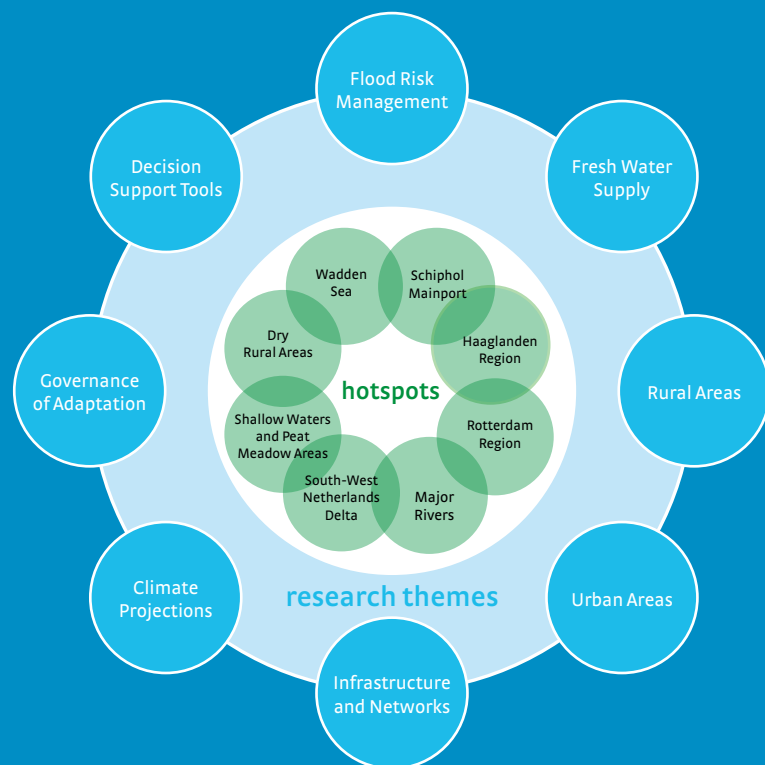 Flood Risk
Management
Decision
Support Tools
Fresh Water
Supply
Wadden
Sea
Schiphol
Mainport
Dry
Rural Areas
Haaglanden
Region
Governance
of Adaptation
hotspots
Rural Areas
Shallow Waters
and Peat
Meadow Areas
Rotterdam
Region
South-West
Netherlands
Delta
Major
Rivers
Climate
Projections
research themes
Urban Areas
Infrastructure
and Networks